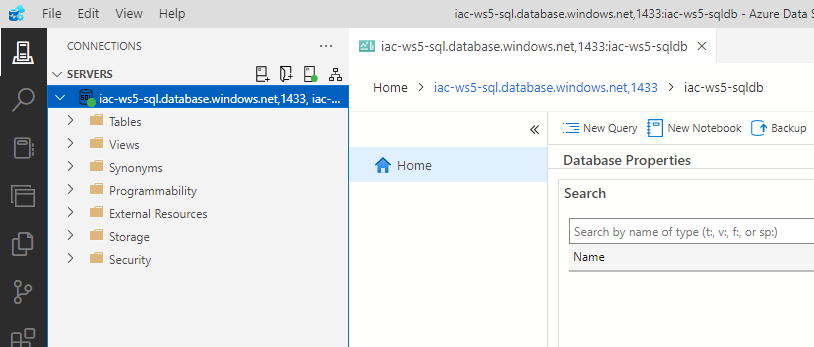 File Edit View Help iac-ws5-sql.database.windows.net,1433:iac-ws5-sqldb - Azure Data S
CONNECTIONS ...
iac-ws5-sql.database.windows.net,1433:iac-ws5-sqldb
SERVERS
Home > iac-ws5-sql.database.windows.net,1433 > iac-ws5-sqldb
iac-ws5-sql.database.windows.net,1433, iac-...
Tables
Views
Synonyms
Programmability
External Resources
Storage
Security
Home
New Query New Notebook Backup
Database Properties
Search
Search by name of type (t:, v:, f:, or sp:)
Name